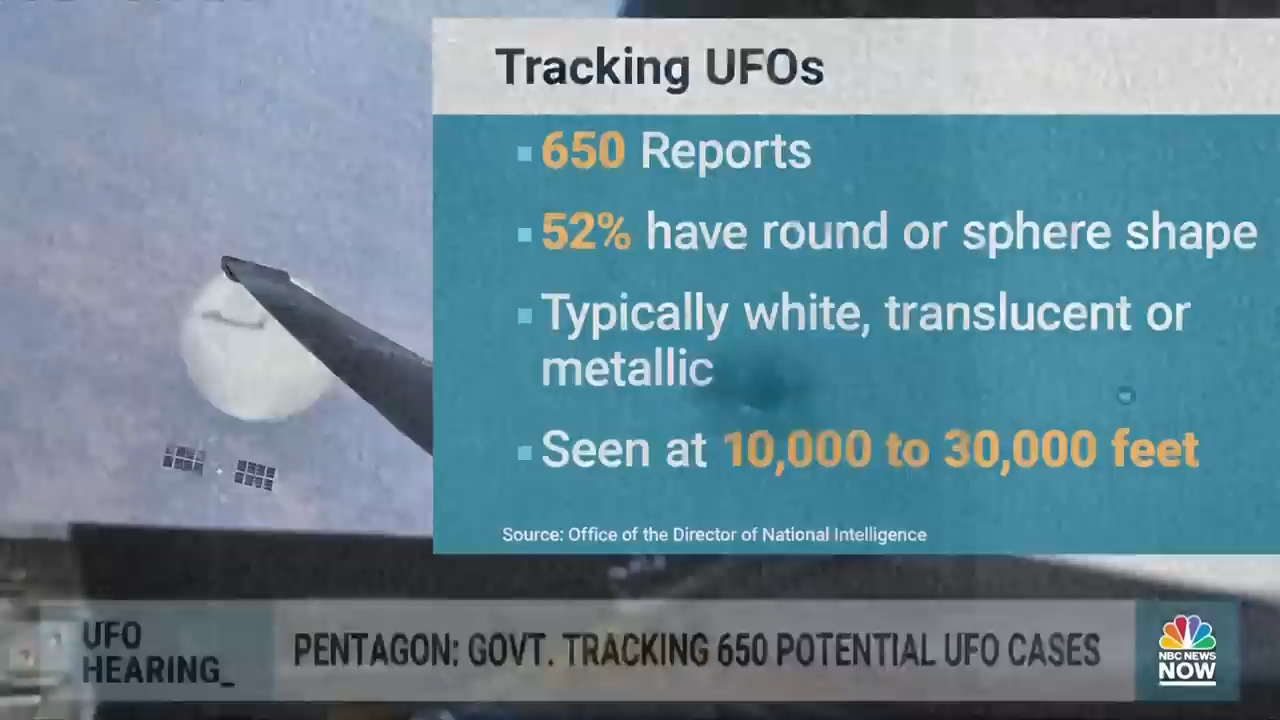 Tracking UFOs
650 Reports
52% have round or sphere shape
Typically white, translucent or
metallic
Seen at 10,000 to 30,000 feet
Source: Office of the Director of National Intelligence
UFO
HEARING_
PENTAGON: GOVT. TRACKING 650 POTENTIAL UFO CASES
NBC NEWS
NOW